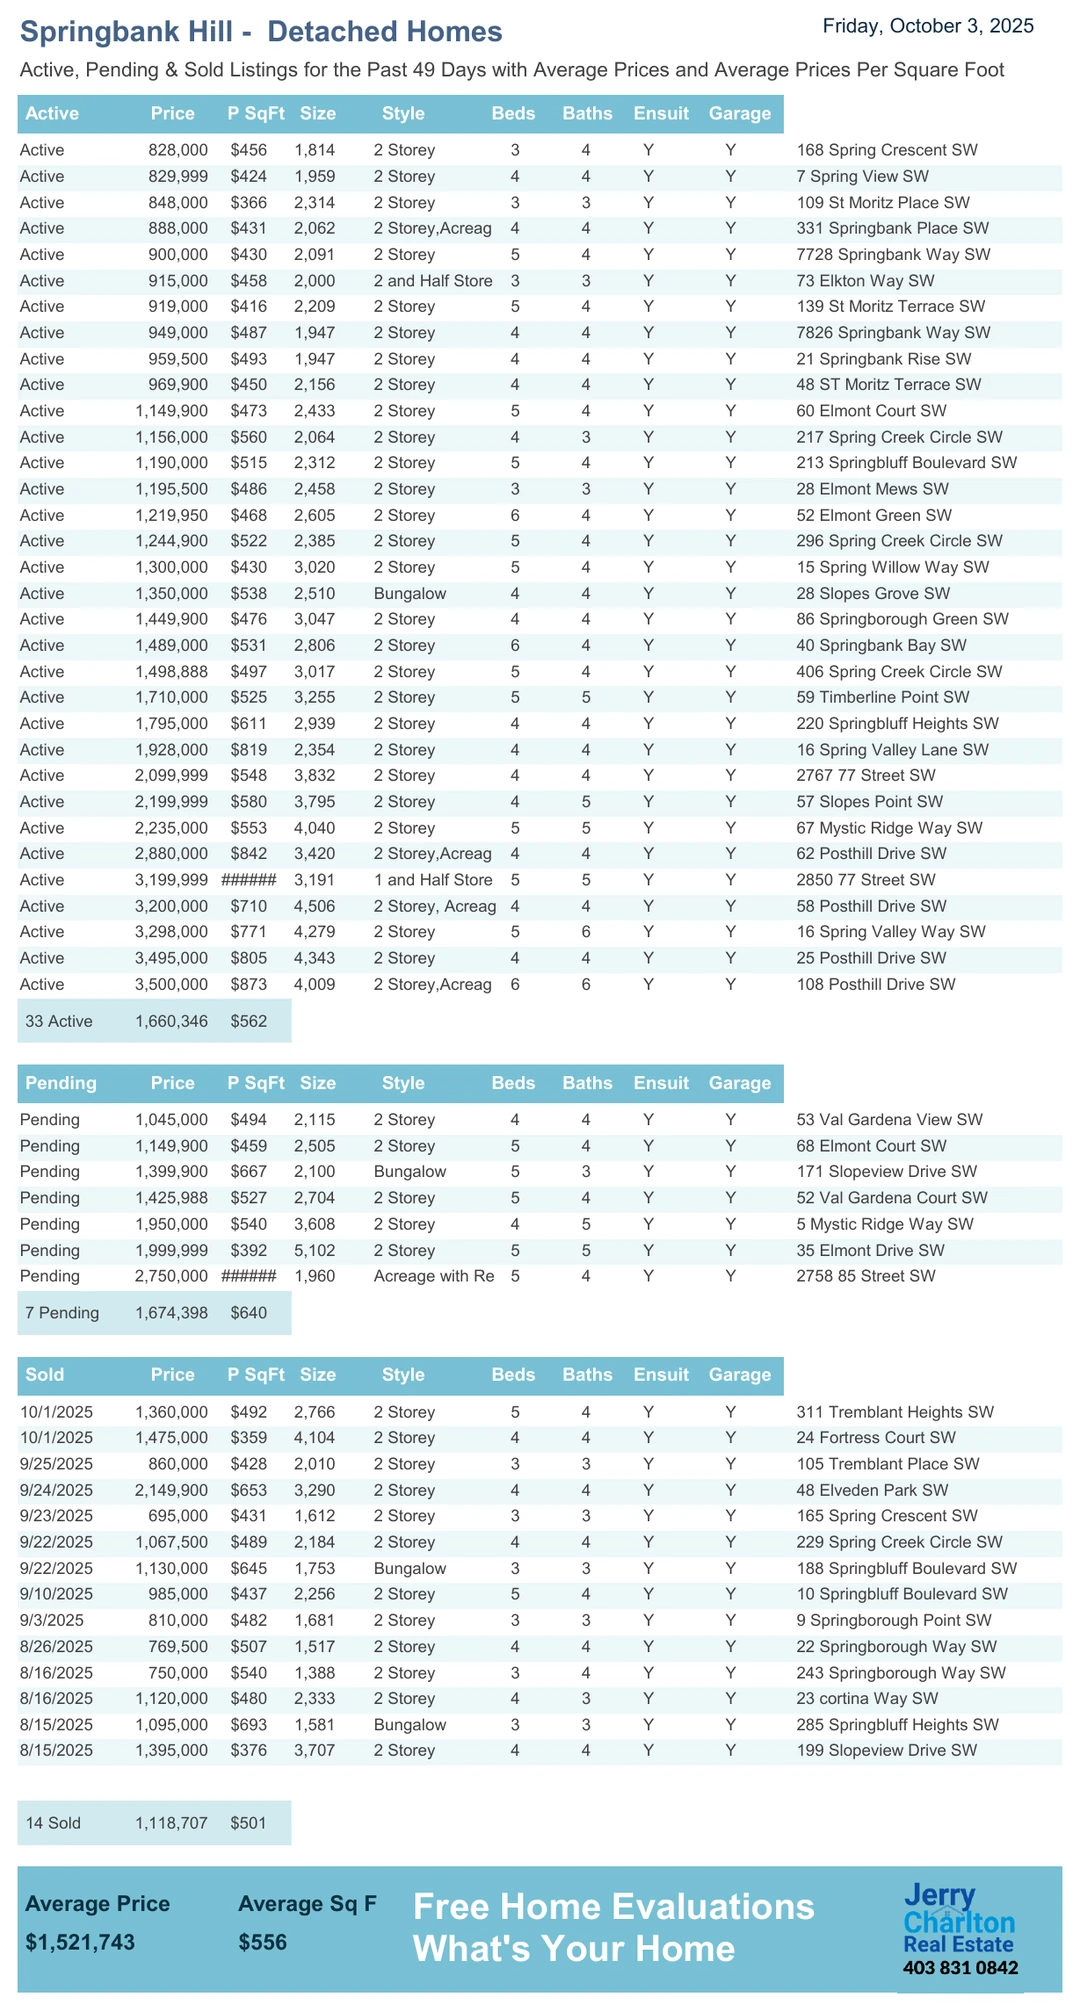 Springbank Hill -  Detached Homes Friday, October 3, 2025
Active, Pending & Sold Listings for the Past 49 Days with Average Prices and Average Prices Per Square Foot
Active Price P SqFt Size Style Beds Baths Ensuit Garage
Active 828,000 $456 1,814 2 Storey 3 4 Y Y 168 Spring Crescent SW
Active 829,999 $424 1,959 2 Storey 4 4 Y Y 7 Spring View SW
Active 848,000 $366 2,314 2 Storey 3 3 Y Y 109 St Moritz Place SW
Active 888,000 $431 2,062 2 Storey,Acreag 4 4 Y Y 331 Springbank Place SW
Active 900,000 $430 2,091 2 Storey 5 4 Y Y 7728 Springbank Way SW
Active 915,000 $458 2,000 2 and Half Store 3 3 Y Y 73 Elkton Way SW
Active 919,000 $416 2,209 2 Storey 5 4 Y Y 139 St Moritz Terrace SW
Active 949,000 $487 1,947 2 Storey 4 4 Y Y 7826 Springbank Way SW
Active 959,500 $493 1,947 2 Storey 4 4 Y Y 21 Springbank Rise SW
Active 969,900 $450 2,156 2 Storey 4 4 Y Y 48 ST Moritz Terrace SW
Active 1,149,900 $473 2,433 2 Storey 5 4 Y Y 60 Elmont Court SW
Active 1,156,000 $560 2,064 2 Storey 4 3 Y Y 217 Spring Creek Circle SW
Active 1,190,000 $515 2,312 2 Storey 5 4 Y Y 213 Springbluff Boulevard SW
Active 1,195,500 $486 2,458 2 Storey 3 3 Y Y 28 Elmont Mews SW
Active 1,219,950 $468 2,605 2 Storey 6 4 Y Y 52 Elmont Green SW
Active 1,244,900 $522 2,385 2 Storey 5 4 Y Y 296 Spring Creek Circle SW
Active 1,300,000 $430 3,020 2 Storey 5 4 Y Y 15 Spring Willow Way SW
Active 1,350,000 $538 2,510 Bungalow 4 4 Y Y 28 Slopes Grove SW
Active 1,449,900 $476 3,047 2 Storey 4 4 Y Y 86 Springborough Green SW
Active 1,489,000 $531 2,806 2 Storey 6 4 Y Y 40 Springbank Bay SW
Active 1,498,888 $497 3,017 2 Storey 5 4 Y Y 406 Spring Creek Circle SW
Active 1,710,000 $525 3,255 2 Storey 5 5 Y Y 59 Timberline Point SW
Active 1,795,000 $611 2,939 2 Storey 4 4 Y Y 220 Springbluff Heights SW
Active 1,928,000 $819 2,354 2 Storey 4 4 Y Y 16 Spring Valley Lane SW
Active 2,099,999 $548 3,832 2 Storey 4 4 Y Y 2767 77 Street SW
Active 2,199,999 $580 3,795 2 Storey 4 5 Y Y 57 Slopes Point SW
Active 2,235,000 $553 4,040 2 Storey 5 5 Y Y 67 Mystic Ridge Way SW
Active 2,880,000 $842 3,420 2 Storey,Acreag 4 4 Y Y 62 Posthill Drive SW
Active 3,199,999 ###### 3,191 1 and Half Store 5 5 Y Y 2850 77 Street SW
Active 3,200,000 $710 4,506 2 Storey, Acreag 4 4 Y Y 58 Posthill Drive SW
Active 3,298,000 $771 4,279 2 Storey 5 6 Y Y 16 Spring Valley Way SW
Active 3,495,000 $805 4,343 2 Storey 4 4 Y Y 25 Posthill Drive SW
Active 3,500,000 $873 4,009 2 Storey,Acreag 6 6 Y Y 108 Posthill Drive SW
33 Active 1,660,346 $562
Pending Price P SqFt Size Style Beds Baths Ensuit Garage
Pending 1,045,000 $494 2,115 2 Storey 4 4 Y Y 53 Val Gardena View SW
Pending 1,149,900 $459 2,505 2 Storey 5 4 Y Y 68 Elmont Court SW
Pending 1,399,900 $667 2,100 Bungalow 5 3 Y Y 171 Slopeview Drive SW
Pending 1,425,988 $527 2,704 2 Storey 5 4 Y Y 52 Val Gardena Court SW
Pending 1,950,000 $540 3,608 2 Storey 4 5 Y Y 5 Mystic Ridge Way SW
Pending 1,999,999 $392 5,102 2 Storey 5 5 Y Y 35 Elmont Drive SW
Pending 2,750,000 ###### 1,960 Acreage with Re 5 4 Y Y 2758 85 Street SW
7 Pending 1,674,398 $640
Sold Price P SqFt Size Style Beds Baths Ensuit Garage
10/1/2025 1,360,000 $492 2,766 2 Storey 5 4 Y Y 311 Tremblant Heights SW
10/1/2025 1,475,000 $359 4,104 2 Storey 4 4 Y Y 24 Fortress Court SW
9/25/2025 860,000 $428 2,010 2 Storey 3 3 Y Y 105 Tremblant Place SW
9/24/2025 2,149,900 $653 3,290 2 Storey 4 4 Y Y 48 Elveden Park SW
9/23/2025 695,000 $431 1,612 2 Storey 3 3 Y Y 165 Spring Crescent SW
9/22/2025 1,067,500 $489 2,184 2 Storey 4 4 Y Y 229 Spring Creek Circle SW
9/22/2025 1,130,000 $645 1,753 Bungalow 3 3 Y Y 188 Springbluff Boulevard SW
9/10/2025 985,000 $437 2,256 2 Storey 5 4 Y Y 10 Springbluff Boulevard SW
9/3/2025 810,000 $482 1,681 2 Storey 3 3 Y Y 9 Springborough Point SW
8/26/2025 769,500 $507 1,517 2 Storey 4 4 Y Y 22 Springborough Way SW
8/16/2025 750,000 $540 1,388 2 Storey 3 4 Y Y 243 Springborough Way SW
8/16/2025 1,120,000 $480 2,333 2 Storey 4 3 Y Y 23 cortina Way SW
8/15/2025 1,095,000 $693 1,581 Bungalow 3 3 Y Y 285 Springbluff Heights SW
8/15/2025 1,395,000 $376 3,707 2 Storey 4 4 Y Y 199 Slopeview Drive SW
14 Sold 1,118,707 $501
Average Price Average Sq F
$1,521,743 $556
Free Home Evaluations
What's Your Home
Jerry
Charlton
Real Estate
403 831 0842